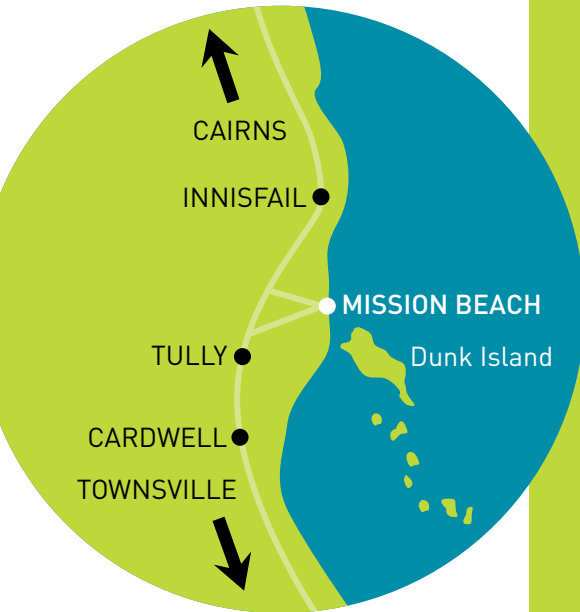 CAIRNS
INNISFAIL
MISSION BEACH
TULLY
Dunk Island
CARDWELL
TOWNSVILLE